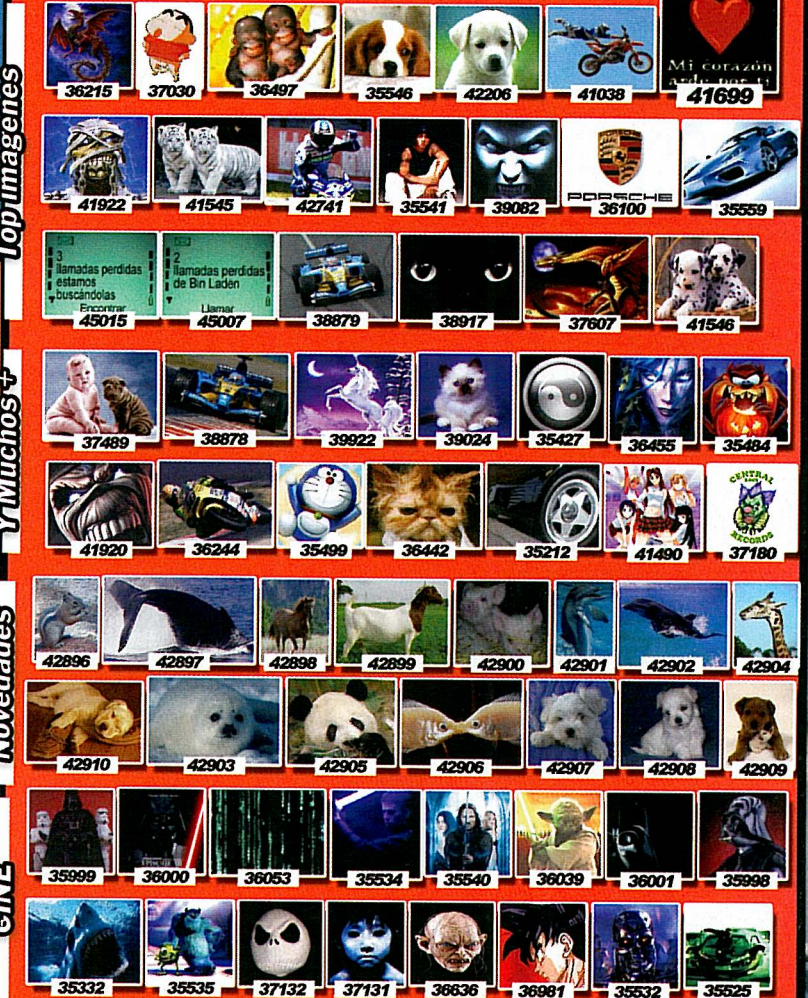 Top imagenes
36215 37030 36497 35546 42206 41038
Mi corazón
arde por ti
41699
41922 41545 42741 35541 39082
PORSCHE
36100 35559
3
llamadas perdidas
estamos
buscándolas
Encontrar
45015
2
llamadas perdidas
de Bin Laden
Llamar
45007
38879 38917 37607 41546
Y Muchos +
37489 38878 39922 39024 35427 36455 35484
41920 36244 35499 36442 35212 41490
CENTRAL
RECORDS
37180
Novedades
42896 42897 42898 42899 42900 42901 42902 42904
42910 42903 42905 42906 42907 42908 42909
CINE
35999 36000 36053 35534 35540 36039 36001 35998
35332 35535 37132 37131 36636 36981 35532 35525